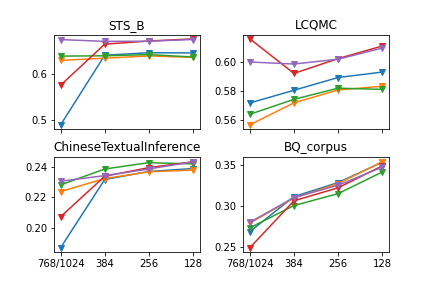 STS_B
LCQMC
0.6
0.5
0.60
0.58
0.56
ChineseTextualInference
BQ_corpus
0.24
0.22
0.20
0.35
0.30
0.25
768/1024 384 256 128
768/1024 384 256 128